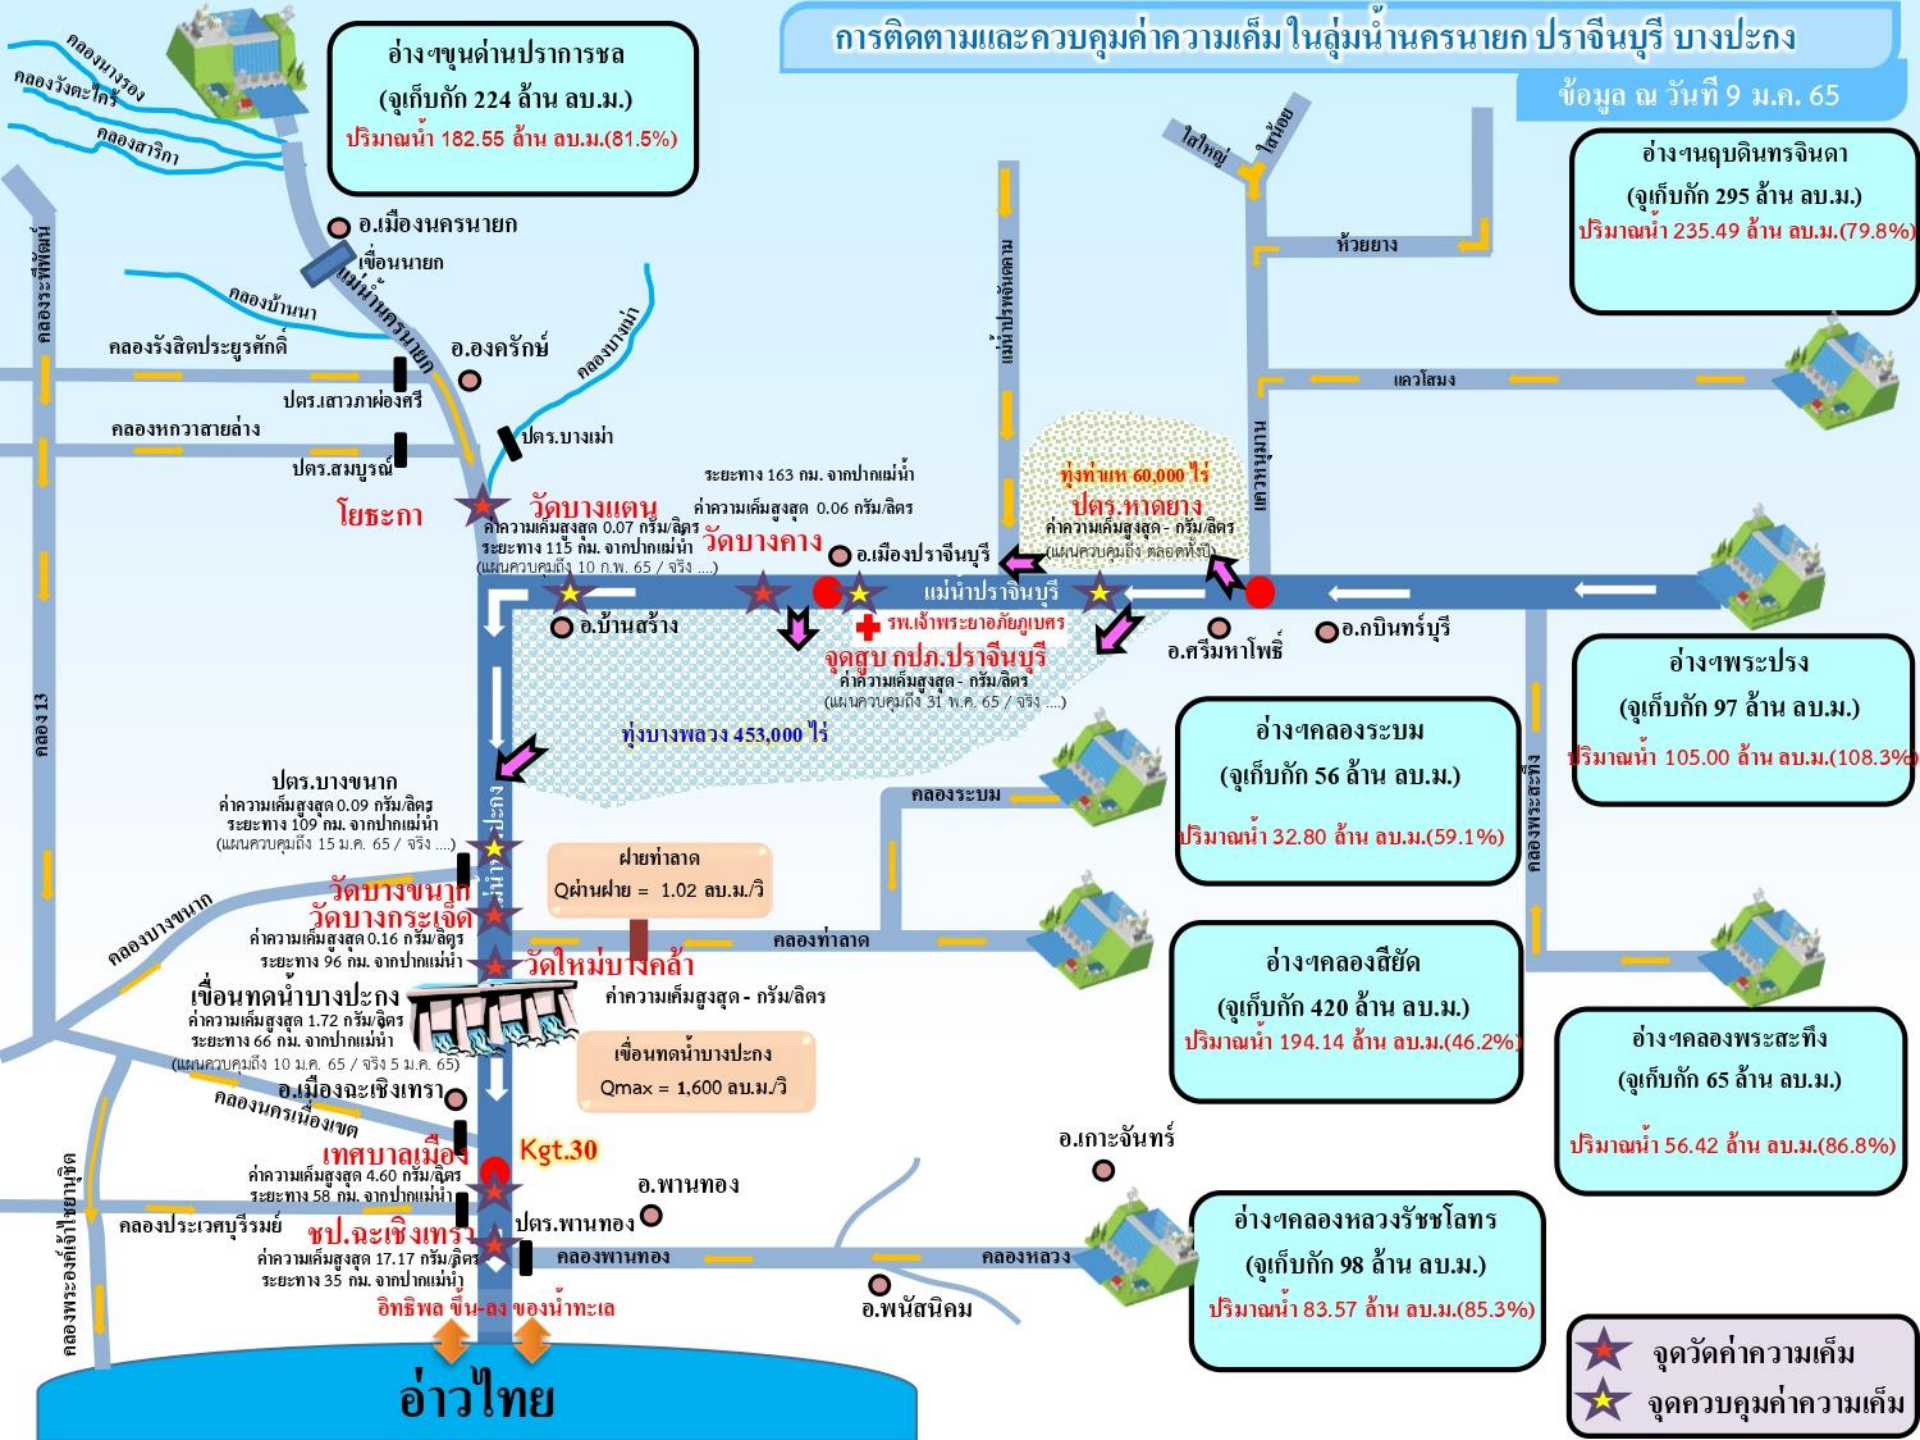 การติดตามและควบคุมค่าความเค็ม ในลุ่มน้ำนครนายก ปราจีนบุรี บางปะกง
ข้อมูล ณ วันที่ 9 ม.ค. 65
อ่างฯขุนด่านปราการชล
(จุเก็บกัก 224 ล้าน ลบ.ม.)
ปริมาณน้ำ 182.55 ล้าน ลบ.ม.(81.5%)
คลองนางรอง
คลองวังตะไคร้
คลองสาริกา
ใสใหญ่
ใสน้อย
อ่างฯนฤบดินทรจินดา
(จุเก็บกัก 295 ล้าน ลบ.ม.)
ปริมาณน้ำ 235.49 ล้าน ลบ.ม.(79.8%)
อ.เมืองนครนายก
เขื่อนนายก
แม่น้ำนครนายก
คลองระพีพัฒน์
คลองบ้านนา
ห้วยยาง
คลองรังสิตประยูรศักดิ์
อ.องครักษ์
คลองบางเม่า
ปตร.เสาวภาผ่องศรี
แควโสมง
คลองหกวาสายล่าง
ปตร.บางเม่า
ปตร.สมบูรณ์
แควหนุมาน
โยธะกา
วัดบางแตน
ค่าความเค็มสูงสุด 0.07 กรัม/ลิตร
ระยะทาง 115 กม. จากปากแม่น้ำ
(แผนควบคุมถึง 10 ก.พ. 65 / จริง ....)
ระยะทาง 163 กม. จากปากแม่น้ำ
ค่าความเค็มสูงสุด 0.06 กรัม/ลิตร
วัดบางคาง
อ.เมืองปราจีนบุรี
ทุ่งท่าแห 60,000 ไร่
ปตร.หาดยาง
ค่าความเค็มสูงสุด - กรัม/ลิตร
(แผนควบคุมถึง ตลอดทั้งปี)
แม่น้ำปราจีนบุรี
อ.บ้านสร้าง
รพ.เจ้าพระยาอภัยภูเบศร
จุดสูบ กปภ.ปราจีนบุรี
ค่าความเค็มสูงสุด - กรัม/ลิตร
(แผนควบคุมถึง 31 พ.ค. 65 / จริง ....)
อ.ศรีมหาโพธิ์
อ.กบินทร์บุรี
ทุ่งบางพลวง 453,000 ไร่
อ่างฯพระปรง
(จุเก็บกัก 97 ล้าน ลบ.ม.)
ปริมาณน้ำ 105.00 ล้าน ลบ.ม.(108.3%)
อ่างฯคลองระบม
(จุเก็บกัก 56 ล้าน ลบ.ม.)
ปริมาณน้ำ 32.80 ล้าน ลบ.ม.(59.1%)
คลองระบม
คลองพระสะทึง
คลอง 13
ปตร.บางขนาก
ค่าความเค็มสูงสุด 0.09 กรัม/ลิตร
ระยะทาง 109 กม. จากปากแม่น้ำ
(แผนควบคุมถึง 15 ม.ค. 65 / จริง ....)
ฝายท่าลาด
Qผ่านฝาย = 1.02 ลบ.ม./วิ
วัดบางขนาก
วัดบางกระเจ็ด
ค่าความเค็มสูงสุด 0.16 กรัม/ลิตร
ระยะทาง 96 กม. จากปากแม่น้ำ
คลองบางขนาก
คลองท่าลาด
วัดใหม่บางคล้า
ค่าความเค็มสูงสุด - กรัม/ลิตร
อ่างฯคลองสียัด
(จุเก็บกัก 420 ล้าน ลบ.ม.)
ปริมาณน้ำ 194.14 ล้าน ลบ.ม.(46.2%)
เขื่อนทดน้ำบางปะกง
ค่าความเค็มสูงสุด 1.72 กรัม/ลิตร
ระยะทาง 66 กม. จากปากแม่น้ำ
(แผนควบคุมถึง 10 ม.ค. 65 / จริง 5 ม.ค. 65)
เขื่อนทดน้ำบางปะกง
Qmax = 1,600 ลบ.ม./วิ
อ่างฯคลองพระสะทึง
(จุเก็บกัก 65 ล้าน ลบ.ม.)
ปริมาณน้ำ 56.42 ล้าน ลบ.ม.(86.8%)
อ.เมืองฉะเชิงเทรา
คลองนครเนื่องเขต
เทศบาลเมือง
ค่าความเค็มสูงสุด 4.60 กรัม/ลิตร
ระยะทาง 58 กม. จากปากแม่น้ำ
Kgt.30
อ.เกาะจันทร์
อ.พานทอง
คลองพระองค์เจ้าไชยานุชิต
คลองประเวศบุรีรมย์
ชป.ฉะเชิงเทรา
ค่าความเค็มสูงสุด 17.17 กรัม/ลิตร
ระยะทาง 35 กม. จากปากแม่น้ำ
ปตร.พานทอง
คลองพานทอง
คลองหลวง
อ.พนัสนิคม
อ่างฯคลองหลวงรัชชโลทร
(จุเก็บกัก 98 ล้าน ลบ.ม.)
ปริมาณน้ำ 83.57 ล้าน ลบ.ม.(85.3%)
อิทธิพล ขึ้น-ลง ของน้ำทะเล
อ่าวไทย
จุดวัดค่าความเค็ม
จุดควบคุมค่าความเค็ม